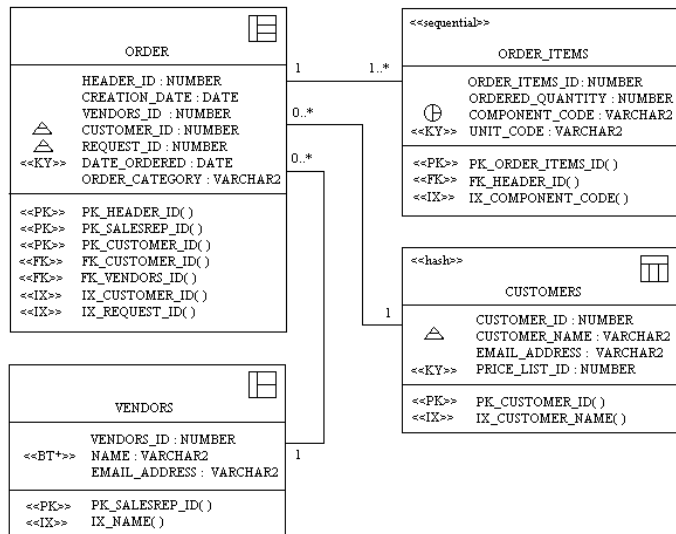 ORDER
HEADER_ID : NUMBER
CREATION_DATE : DATE
VENDORS_ID : NUMBER
CUSTOMER_ID : NUMBER
REQUEST_ID : NUMBER
<<KY>> DATE_ORDERED : DATE
ORDER_CATEGORY : VARCHAR2
<<PK>> PK_HEADER_ID( )
<<PK>> PK_SALESREP_ID( )
<<PK>> PK_CUSTOMER_ID( )
<<FK>> FK_CUSTOMER_ID( )
<<FK>> FK_VENDORS_ID( )
<<IX>> IX_CUSTOMER_ID( )
<<IX>> IX_REQUEST_ID( )
1
1..*
0..*
0..*
<<sequential>>
ORDER_ITEMS
ORDER_ITEMS_ID: NUMBER
ORDERED_QUANTITY : NUMBER
COMPONENT_CODE : VARCHAR2
<<KY>> UNIT_CODE : VARCHAR2
<<PK>> PK_ORDER_ITEMS_ID( )
<<FK>> FK_HEADER_ID( )
<<IX>> IX_COMPONENT_CODE( )
<<hash>>
CUSTOMERS
1
CUSTOMER_ID : NUMBER
CUSTOMER_NAME : VARCHAR2
EMAIL_ADDRESS : VARCHAR2
<<KY>> PRICE_LIST_ID : NUMBER
<<PK>> PK_CUSTOMER_ID( )
<<IX>> IX_CUSTOMER_NAME( )
VENDORS
VENDORS_ID : NUMBER
<<BT+>> NAME : VARCHAR2
EMAIL_ADDRESS : VARCHAR2
1
<<PK>> PK_SALESREP_ID( )
<<IX>> IX_NAME( )